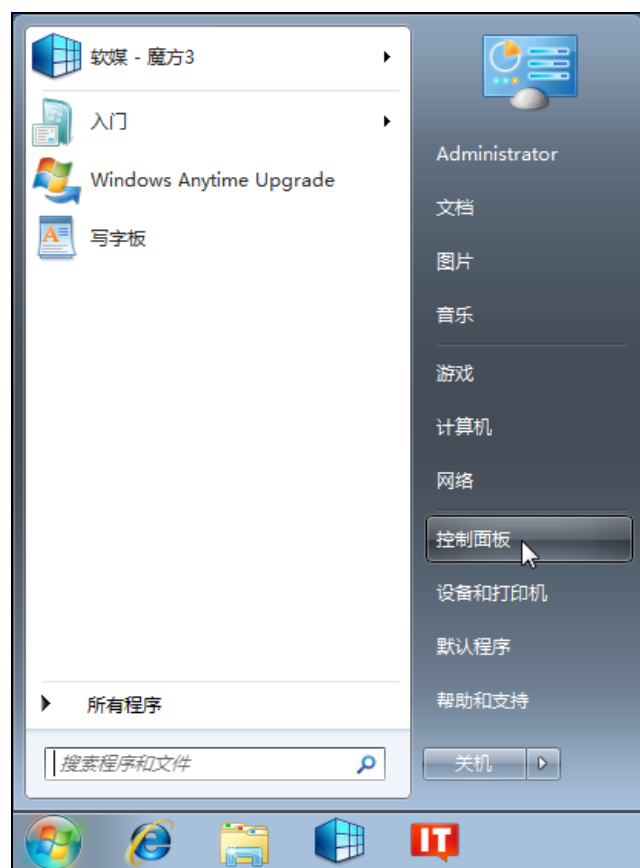 软媒 - 魔方3
入门
Windows Anytime Upgrade
写字板
所有程序
搜索程序和文件
Administrator
文档
图片
音乐
游戏
计算机
网络
控制面板
设备和打印机
默认程序
帮助和支持
关机
IT